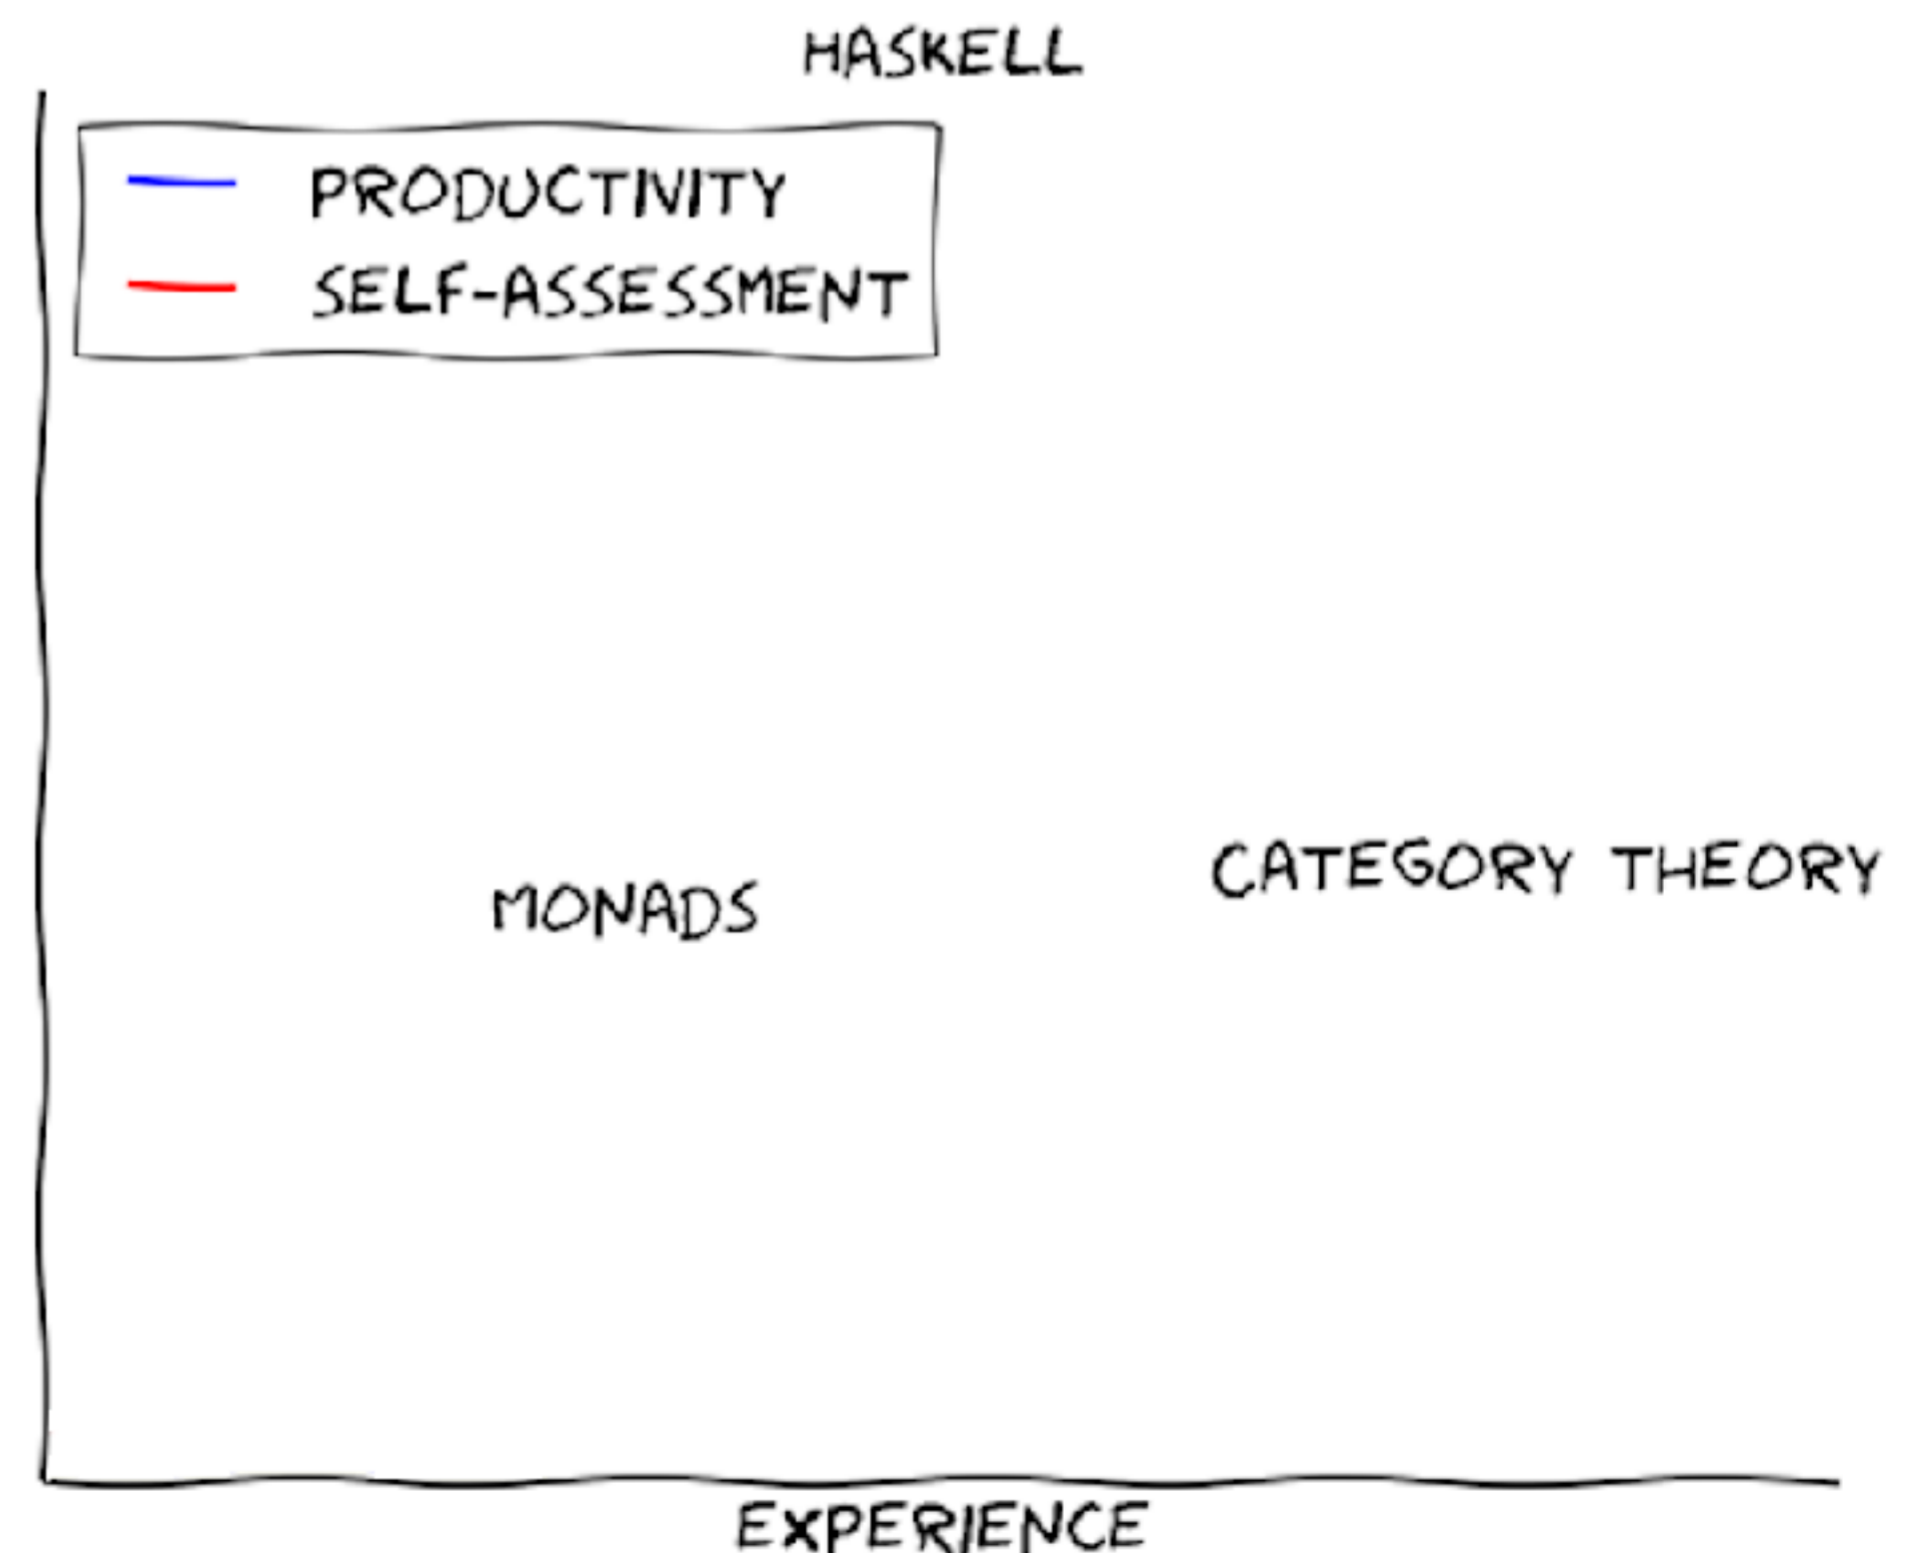 HASKELL
PRODUCTIVITY
SELF-ASSESSMENT
MONADS
CATEGORY THEORY
EXPERIENCE